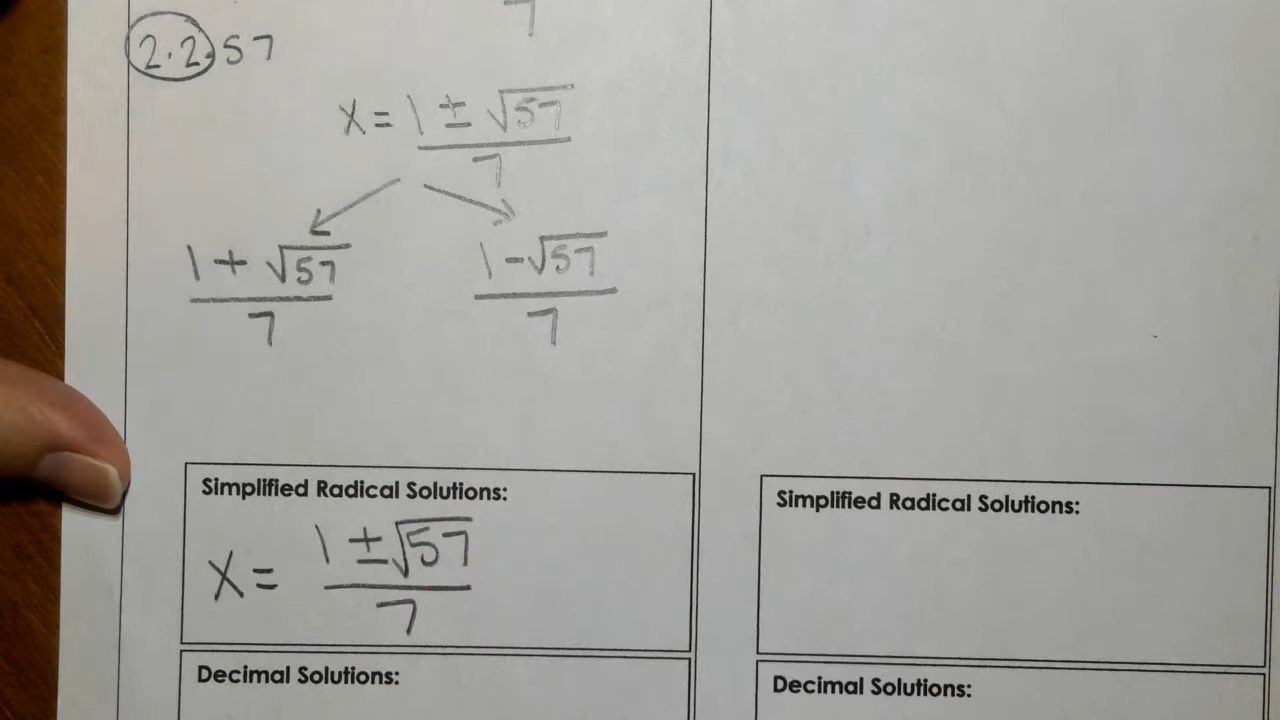 7
2·2·57
x = 1 ± √57
7
1 + √57
7
1 - √57
7
Simplified Radical Solutions:
x = 1 ± √57
7
Decimal Solutions:
Simplified Radical Solutions:
Decimal Solutions: